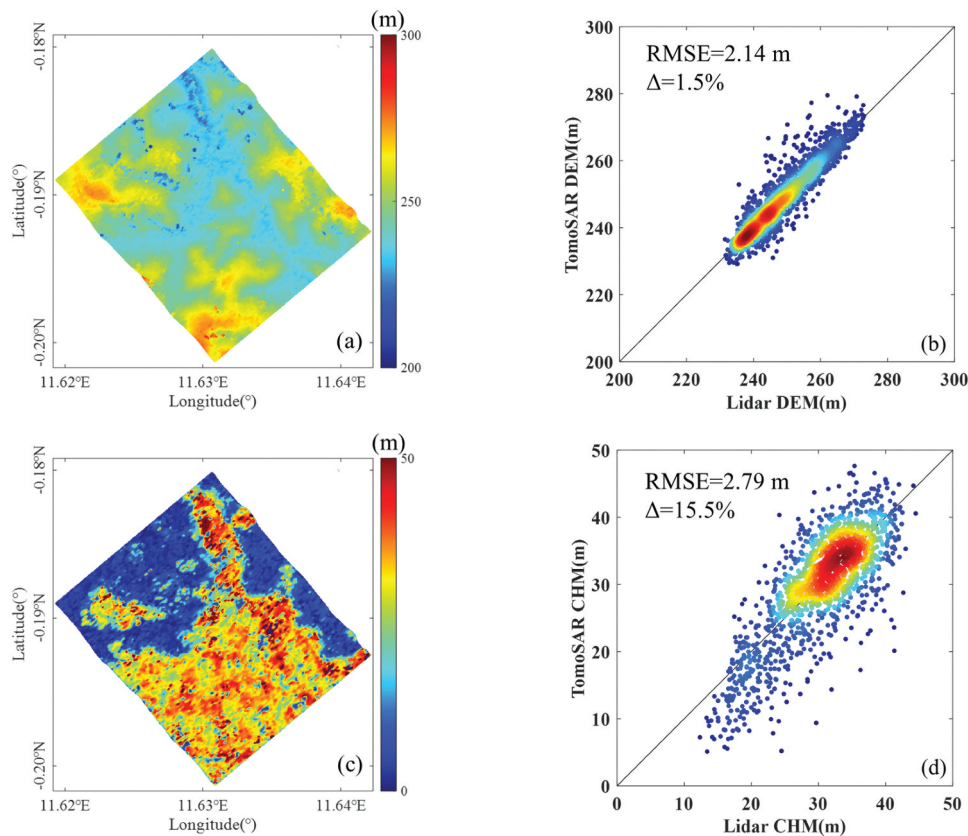 (m)
300
250
200
-0.18°N
-0.19°N
-0.20°N
Latitude(°)
11.62°E
11.63°E
11.64°E
Longitude(°)
(a)
300
280
260
240
220
200
TomoSAR DEM(m)
RMSE=2.14 m
Δ=1.5%
(b)
200
220
240
260
280
300
Lidar DEM(m)
(m)
50
0
-0.18°N
-0.19°N
-0.20°N
Latitude(°)
11.62°E
11.63°E
11.64°E
Longitude(°)
(c)
50
40
30
20
10
0
TomoSAR CHM(m)
RMSE=2.79 m
Δ=15.5%
(d)
0
10
20
30
40
50
Lidar CHM(m)